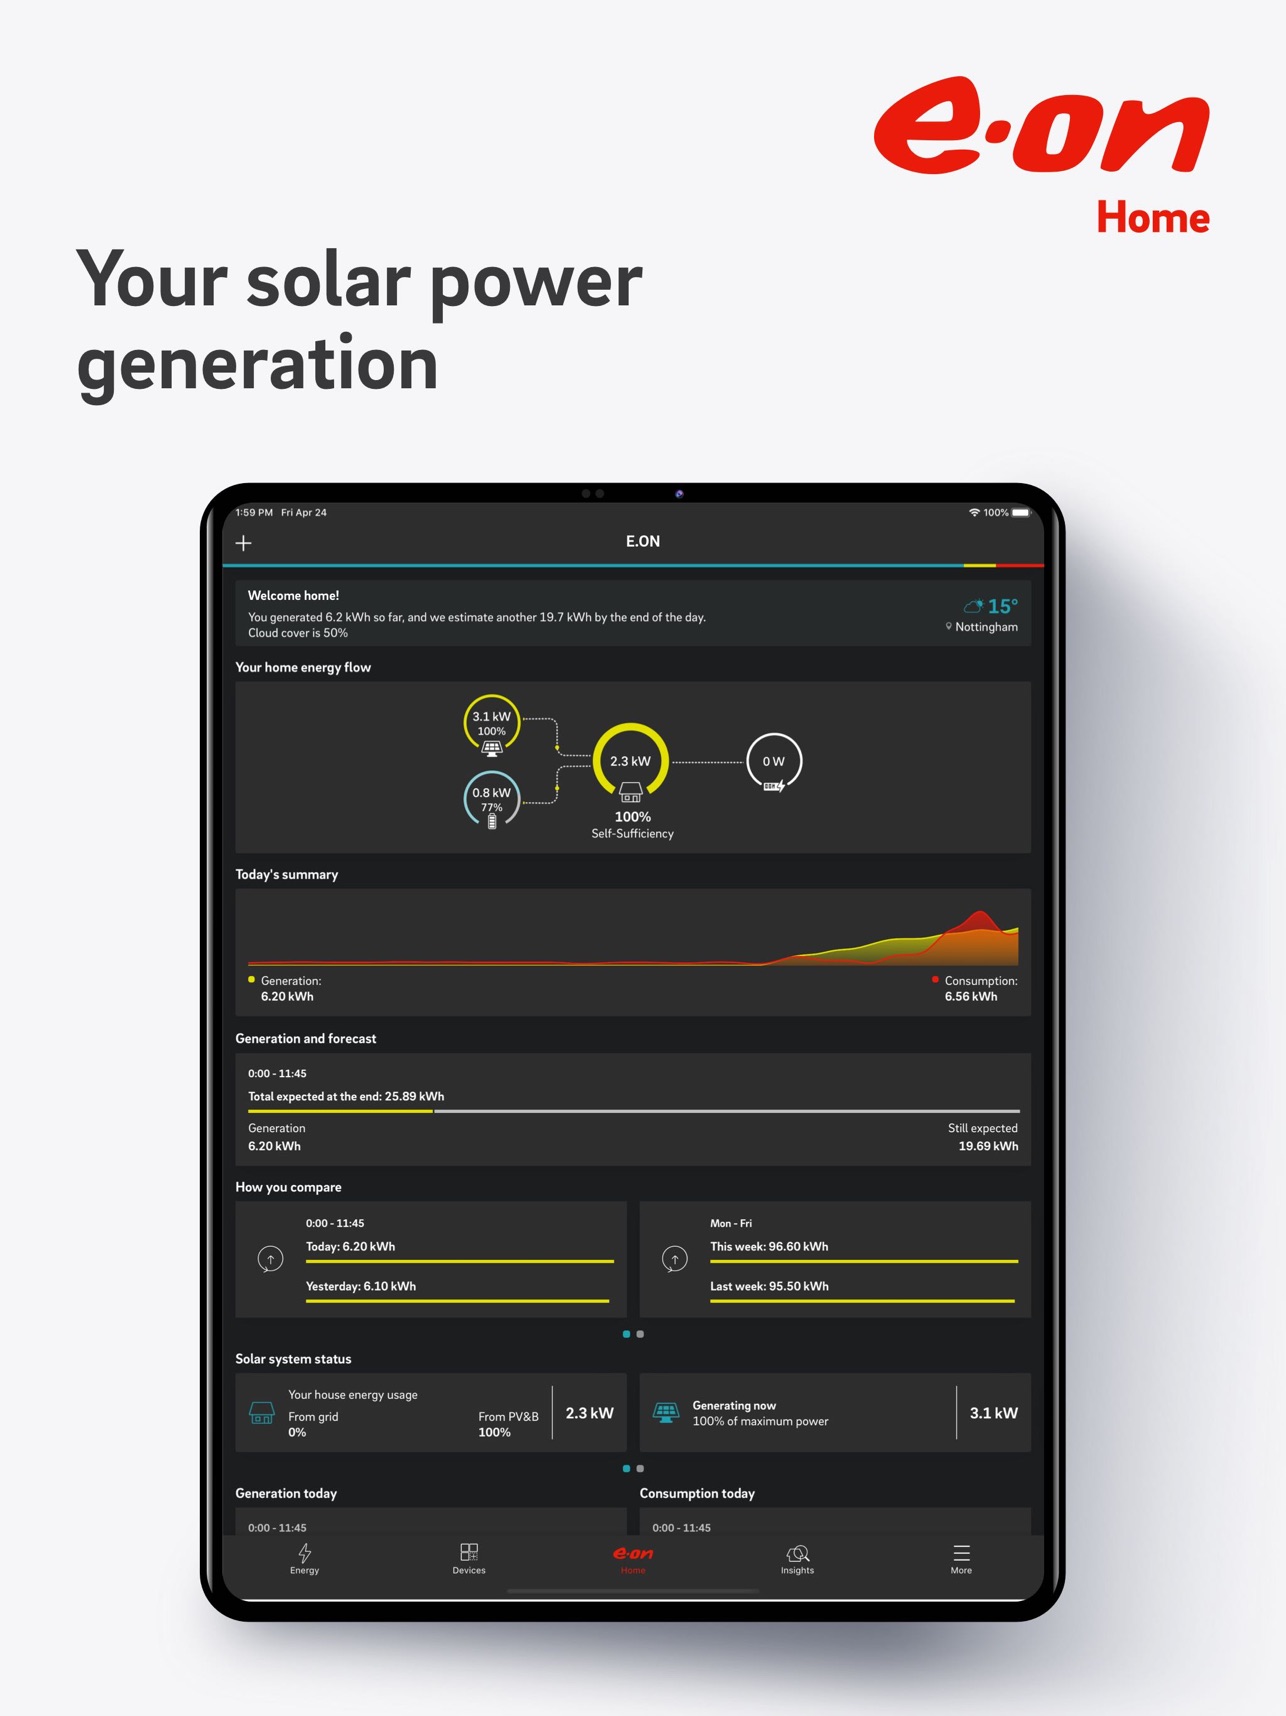 e·on
Home
Your solar power
generation
1:59 PM Fri Apr 24
100%
E.ON
Welcome home!
You generated 6.2 kWh so far, and we estimate another 19.7 kWh by the end of the day.
Cloud cover is 50%
15°
Nottingham
Your home energy flow
3.1 kW
100%
0.8 kW
77%
2.3 kW
100%
Self-Sufficiency
0 W
Today's summary
Generation:
6.20 kWh
Consumption:
6.56 kWh
Generation and forecast
0:00 - 11:45
Total expected at the end: 25.89 kWh
Generation
6.20 kWh
Still expected
19.69 kWh
How you compare
0:00 - 11:45
Today: 6.20 kWh
Yesterday: 6.10 kWh
Mon - Fri
This week: 96.60 kWh
Last week: 95.50 kWh
Solar system status
Your house energy usage
From grid
0%
From PV&B
100%
2.3 kW
Generating now
100% of maximum power
3.1 kW
Generation today
0:00 - 11:45
Consumption today
0:00 - 11:45
Energy
Devices
e·on
Home
Insights
More